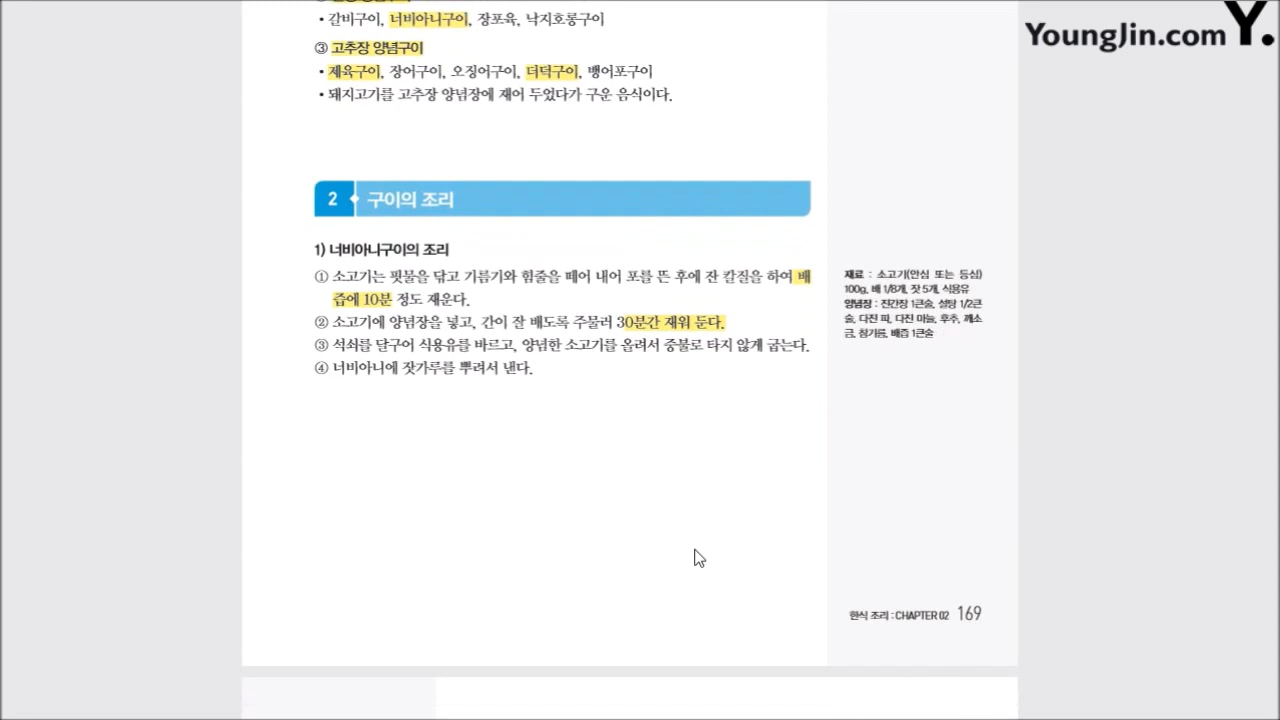 • 갈비구이, 너비아니구이, 장포육, 낙지호롱구이
③ 고추장 양념구이
• 제육구이, 장어구이, 오징어구이, 더덕구이, 뱅어포구이
• 돼지고기를 고추장 양념장에 재어 두었다가 구운 음식이다.
2 구이의 조리
1) 너비아니구이의 조리
① 소고기는 핏물을 닦고 기름기와 힘줄을 떼어 내어 포를 뜬 후에 잔 칼질을 하여 배
즙에 10분 정도 재운다.
② 소고기에 양념장을 넣고, 간이 잘 배도록 주물러 30분간 재워 둔다.
③ 석쇠를 달구어 식용유를 바르고, 양념한 소고기를 올려서 중불로 타지 않게 굽는다.
④ 너비아니에 잣가루를 뿌려서 낸다.
재료 : 소고기(안심 또는 등심)
100g, 배 1/8개, 잣 5개, 식용유
양념장 : 진간장 1큰술, 설탕 1/2큰
술, 다진 파, 다진 마늘, 후추, 깨소
금, 참기름, 배즙 1큰술
한식 조리 : CHAPTER 02 169
YoungJin.com Y.